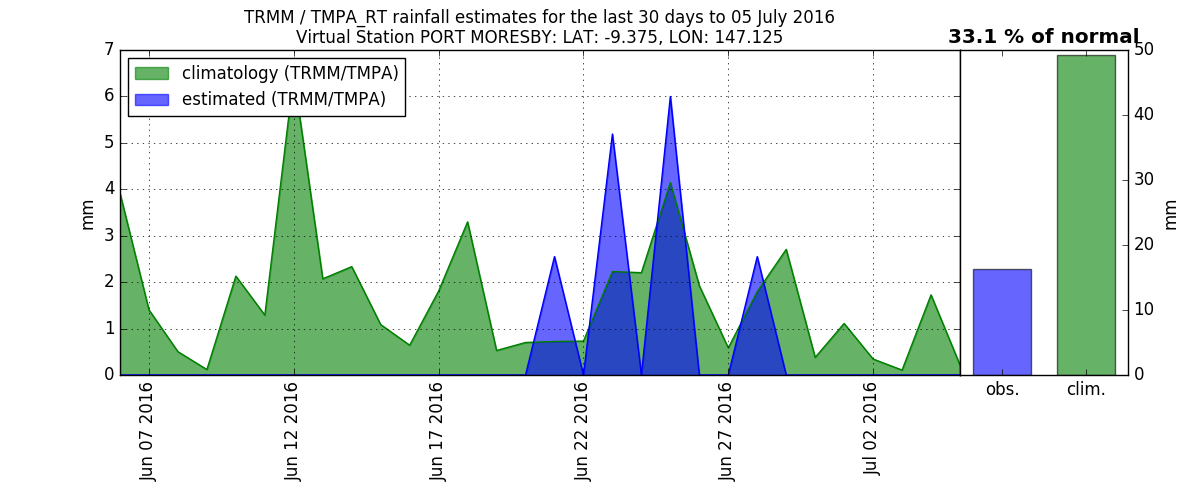 TRMM / TMPA_RT rainfall estimates for the last 30 days to 05 July 2016
Virtual Station PORT MORESBY: LAT: -9.375, LON: 147.125
33.1 % of normal
climatology (TRMM/TMPA)
estimated (TRMM/TMPA)
7
6
5
4
3
2
1
0
mm
Jun 07 2016
Jun 12 2016
Jun 17 2016
Jun 22 2016
Jun 27 2016
Jul 02 2016
obs.
clim.
50
40
30
20
10
0
mm